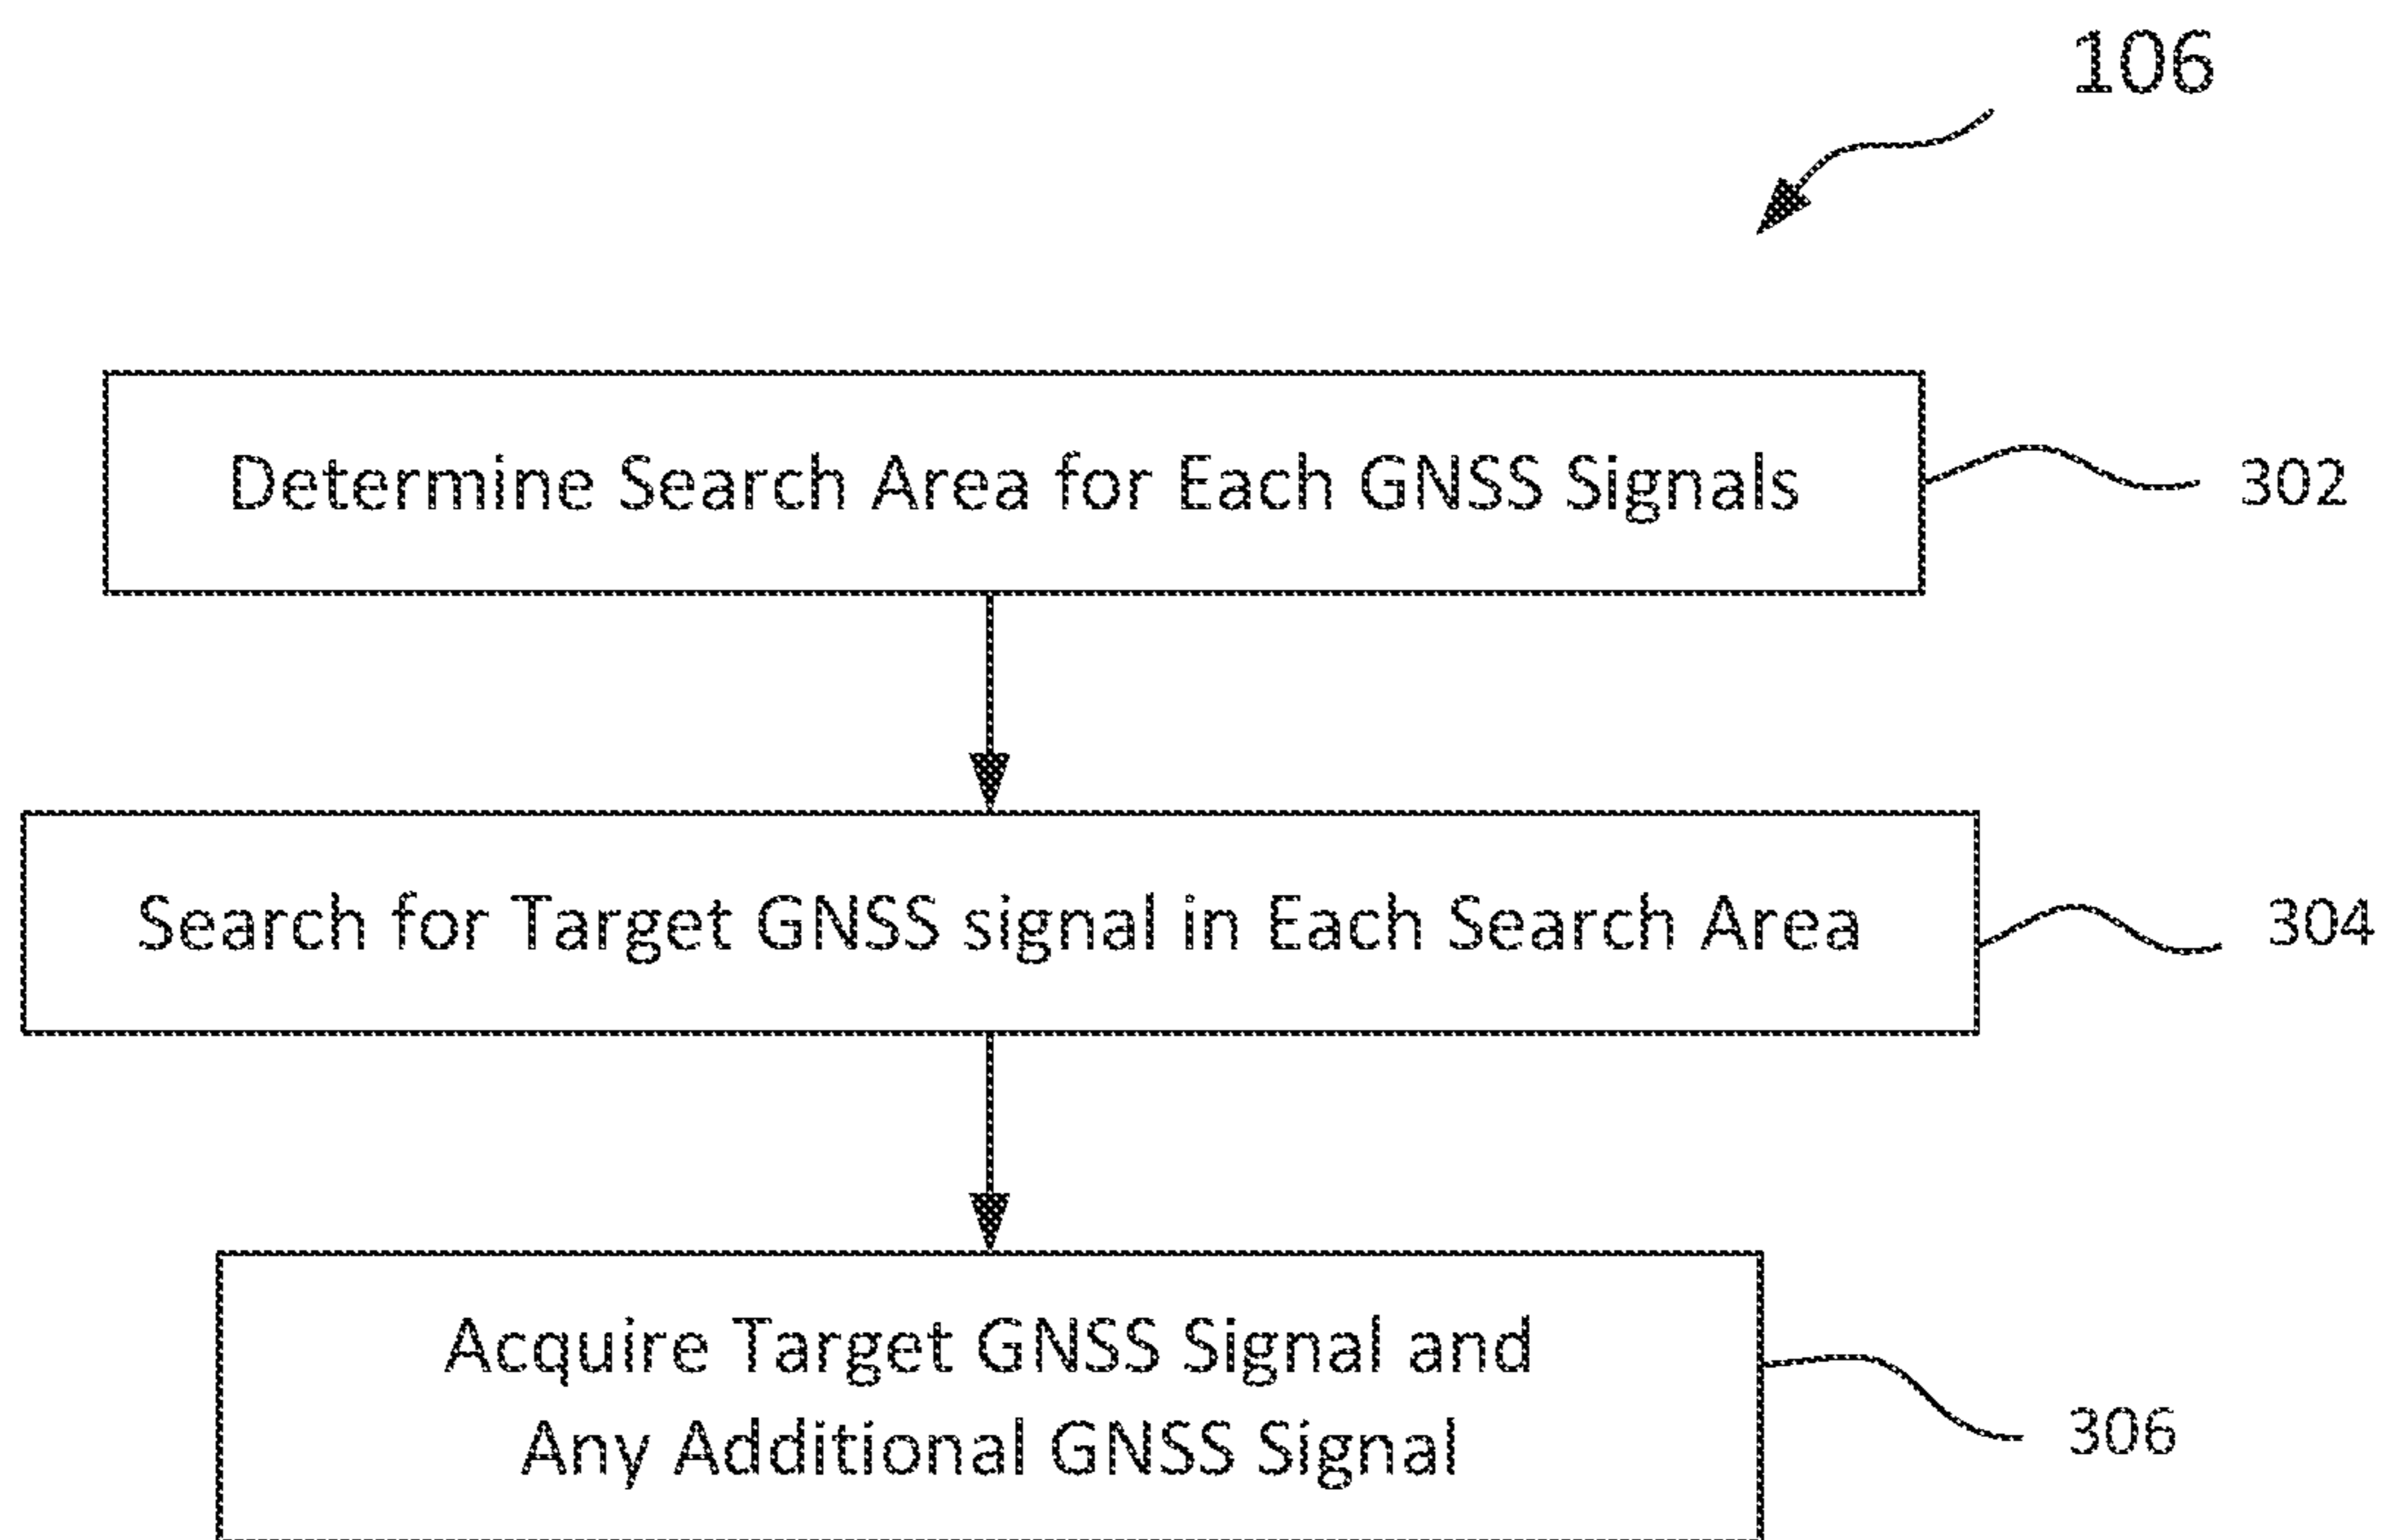 106
Determine Search Area for Each GNSS Signals
302
Search for Target GNSS signal in Each Search Area
304
Acquire Target GNSS Signal and
Any Additional GNSS Signal
306